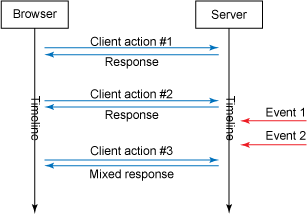 Browser
Server
Client action #1
Response
Client action #2
Response
Timeline
Timeline
Event 1
Event 2
Client action #3
Mixed response